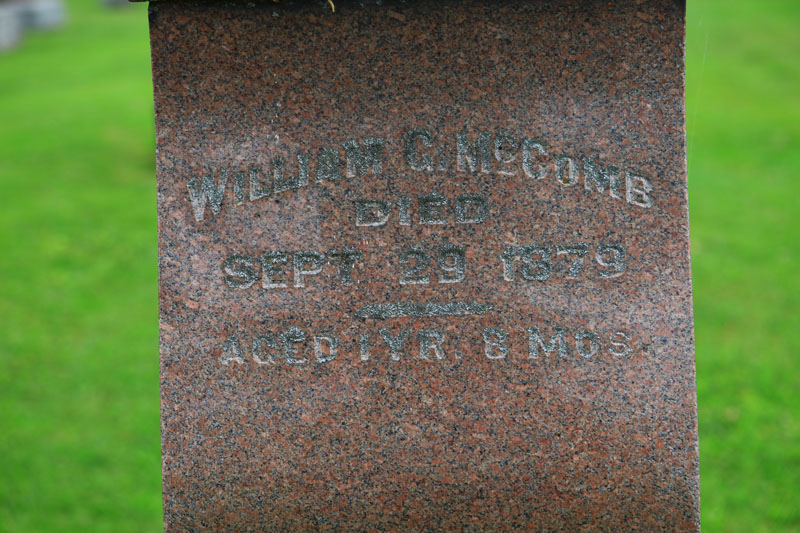 WILLIAM G. McCOMB
DIED
SEPT 29 1879
AGED 1 YR. 8 MOS.